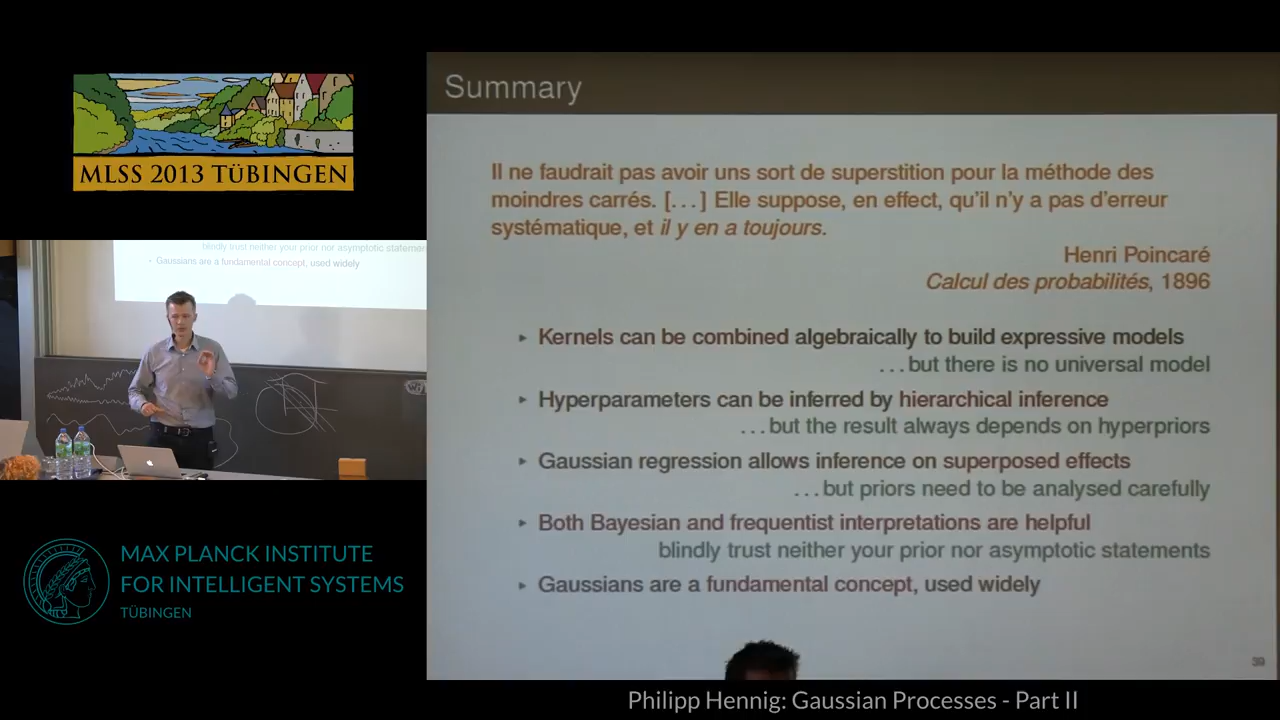 MLSS 2013 TÜBINGEN
blindly trust neither your prior nor asymptotic
Gaussians are a fundamental concept, used widely
MAX PLANCK INSTITUTE
FOR INTELLIGENT SYSTEMS
TÜBINGEN
Summary
Il ne faudrait pas avoir uns sort de superstition pour la méthode des
moindres carrés. [...] Elle suppose, en effect, qu'il n'y a pas d'erreur
systématique, et il y en a toujours.
Henri Poincaré
Calcul des probabilités, 1896
Kernels can be combined algebraically to build expressive models
...but there is no universal model
Hyperparameters can be inferred by hierarchical inference
...but the result always depends on hyperpriors
Gaussian regression allows inference on superposed effects
...but priors need to be analysed carefully
Both Bayesian and frequentist interpretations are helpful
blindly trust neither your prior nor asymptotic statements
Gaussians are a fundamental concept, used widely
39
Philipp Hennig: Gaussian Processes - Part II